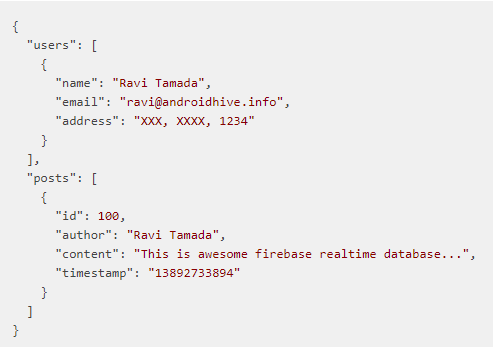 {
  "users": [
    {
      "name": "Ravi Tamada",
      "email": "ravi@androidhive.info",
      "address": "XXX, XXXX, 1234"
    }
  ],
  "posts": [
    {
      "id": 100,
      "author": "Ravi Tamada",
      "content": "This is awesome firebase realtime database...",
      "timestamp": "13892733894"
    }
  ]
}